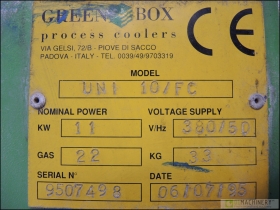 GREEN BOX
process coolers
VIA GELSI, 72/B - PIOVE DI SACCO
PADOVA - ITALY - TEL. 0039/49/9703319
CE
MODEL
UNI 10/FC
NOMINAL POWER VOLTAGE SUPPLY
KW 11 V/Hz 380/50
GAS 22 KG 33
SERIAL N° DATE
9507498 06/07/95